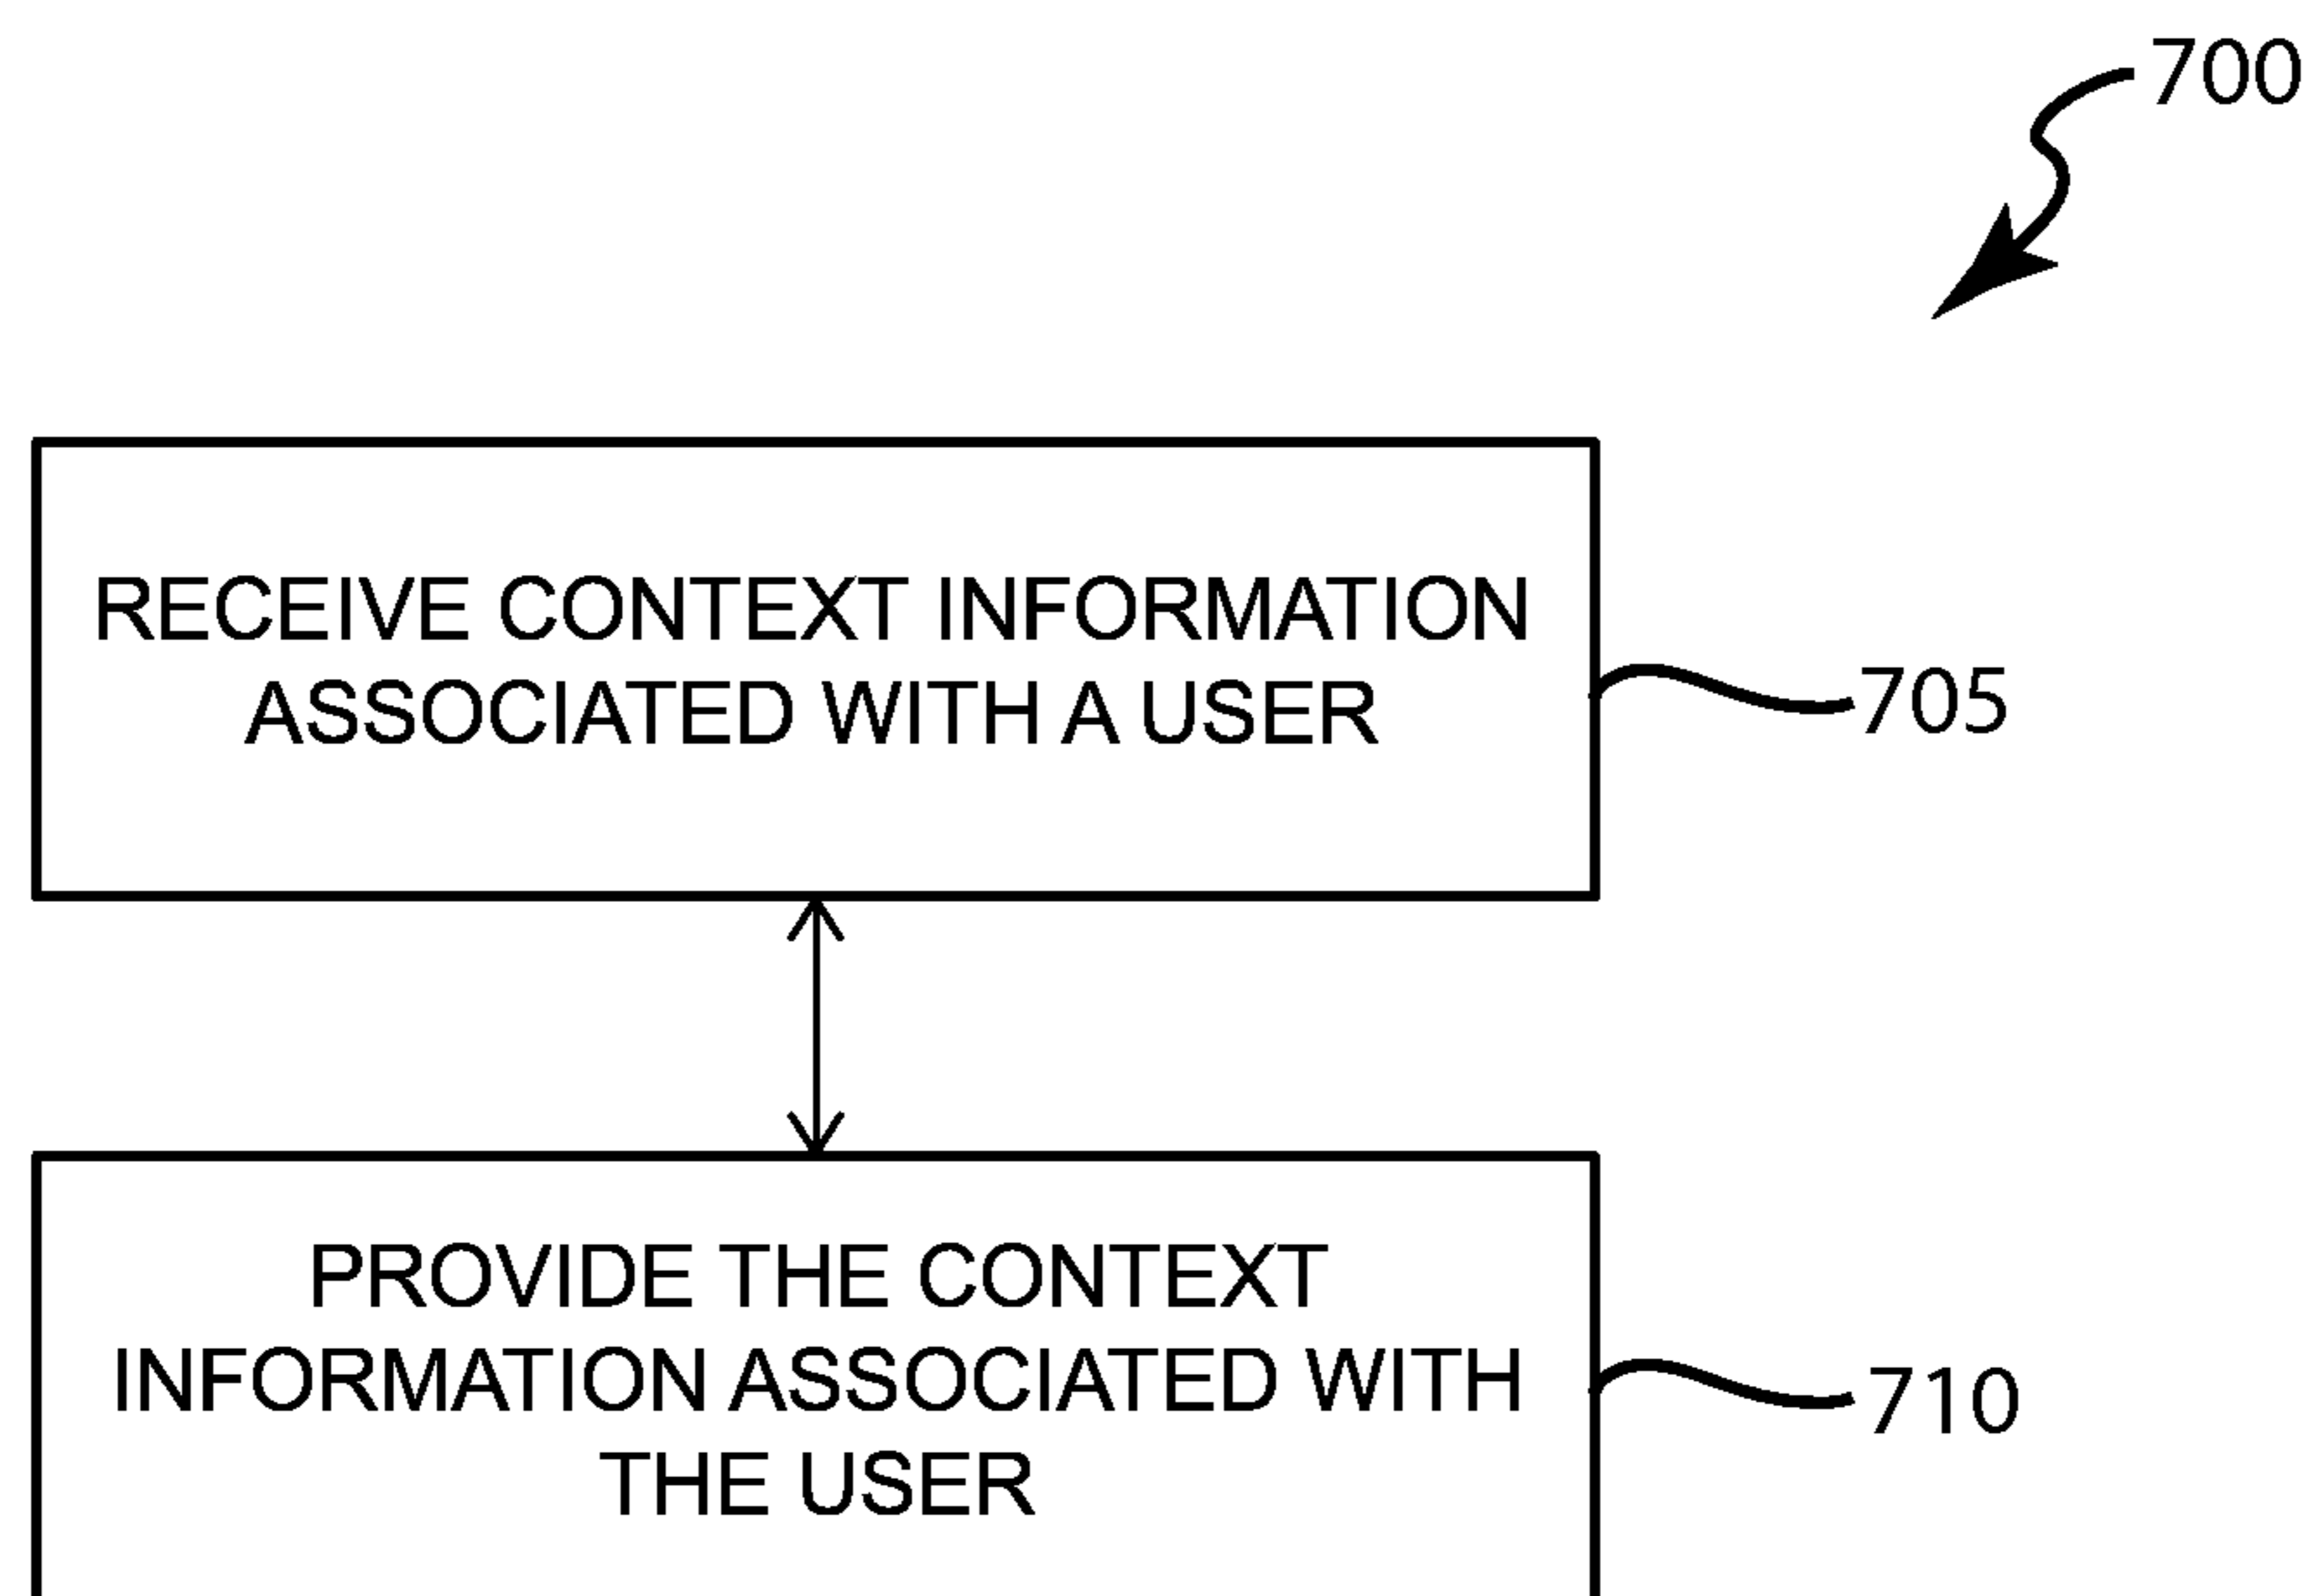 700
RECEIVE CONTEXT INFORMATION
ASSOCIATED WITH A USER
705
PROVIDE THE CONTEXT
INFORMATION ASSOCIATED WITH
THE USER
710